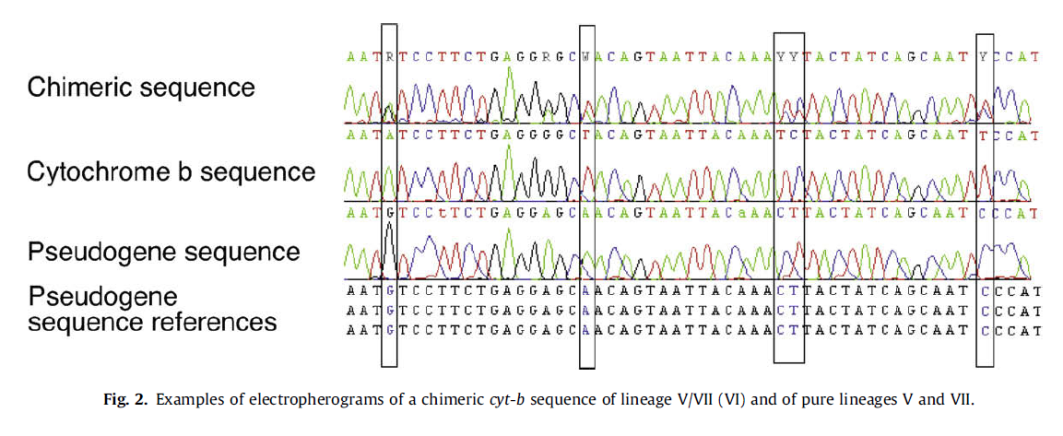 AATRTCCTTCTGAGGRGCWACAGTAATTACAAAYYTACTATCAGCAATYCCAT
Chimeric sequence
AATATCCTTCTGAGGGGCTACAGTAATTACAAATCTACTATCAGCAATTCCAT
Cytochrome b sequence
AATGTCCtTCTGAGGAGCAACAGTAATTACaAACTTACTATCAGCAATCCCAT
Pseudogene sequence
Pseudogene
sequence references
AATGTCCTTCTGAGGAGCAACAGTAATTACAAACTTACTATCAGCAATCCCAT
AATGTCCTTCTGAGGAGCAACAGTAATTACAAACTTACTATCAGCAATCCCAT
AATGTCCTTCTGAGGAGCAACAGTAATTACAAACTTACTATCAGCAATCCCAT
Fig. 2. Examples of electropherograms of a chimeric cyt-b sequence of lineage V/VII (VI) and of pure lineages V and VII.